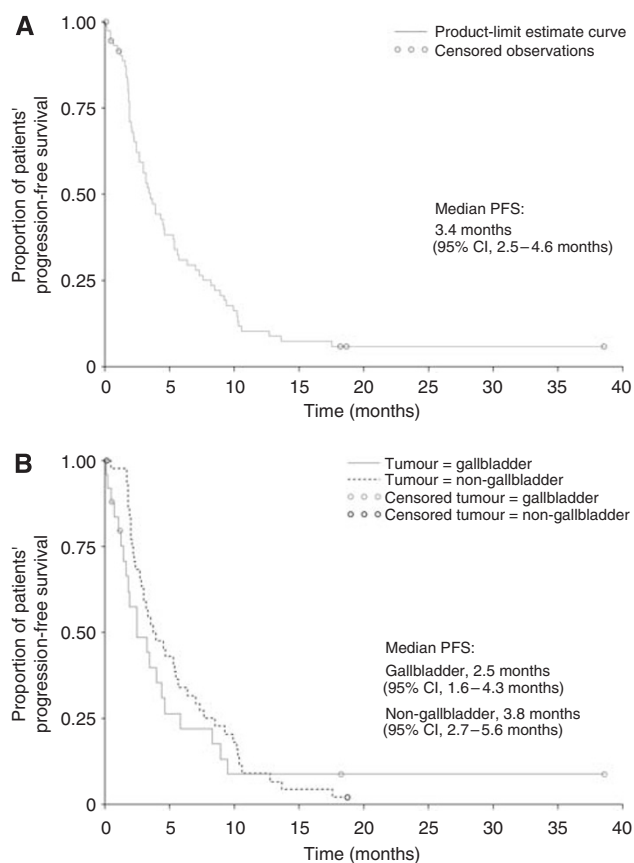 A
1.00
0.75
0.50
0.25
0
Proportion of patients'
progression-free survival
Product-limit estimate curve
Censored observations
Median PFS:
3.4 months
(95% CI, 2.5–4.6 months)
0 5 10 15 20 25 30 35 40
Time (months)
B
1.00
0.75
0.50
0.25
0
Proportion of patients'
progression-free survival
Tumour = gallbladder
Tumour = non-gallbladder
Censored tumour = gallbladder
Censored tumour = non-gallbladder
Median PFS:
Gallbladder, 2.5 months
(95% CI, 1.6–4.3 months)
Non-gallbladder, 3.8 months
(95% CI, 2.7–5.6 months)
0 5 10 15 20 25 30 35 40
Time (months)